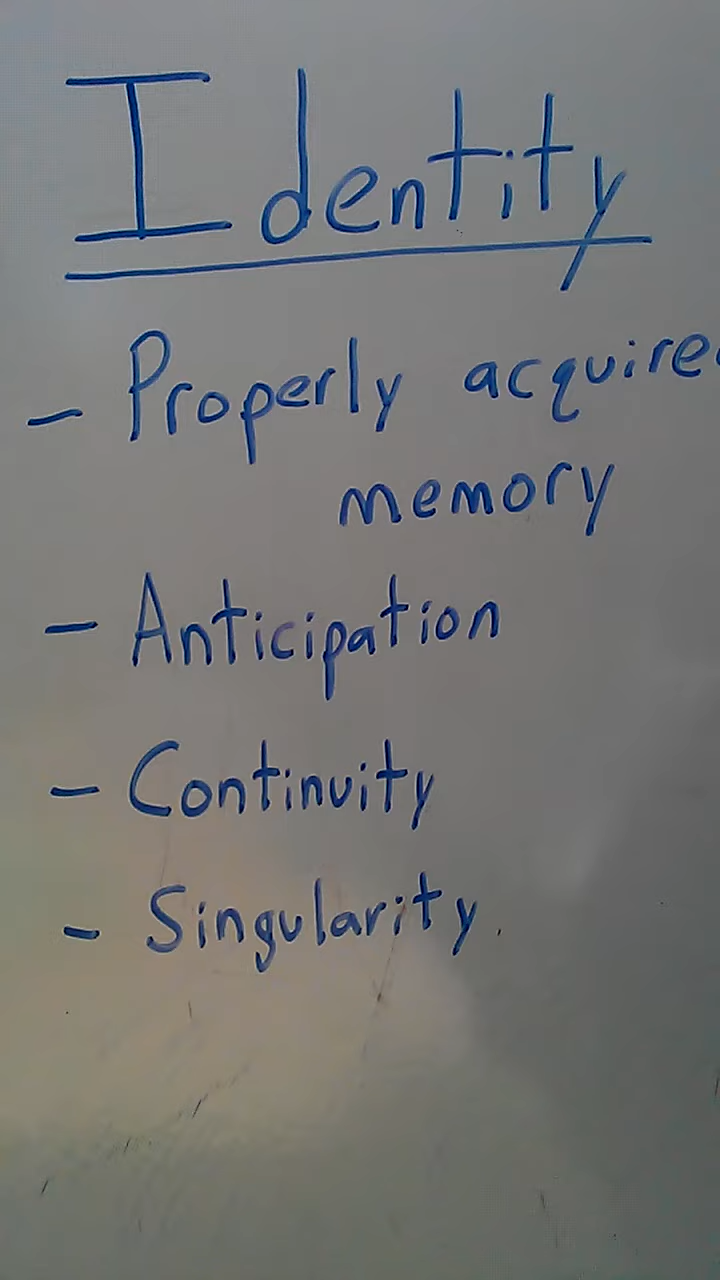 Identity
- Properly acquire
memory
- Anticipation
- Continuity
- Singularity.